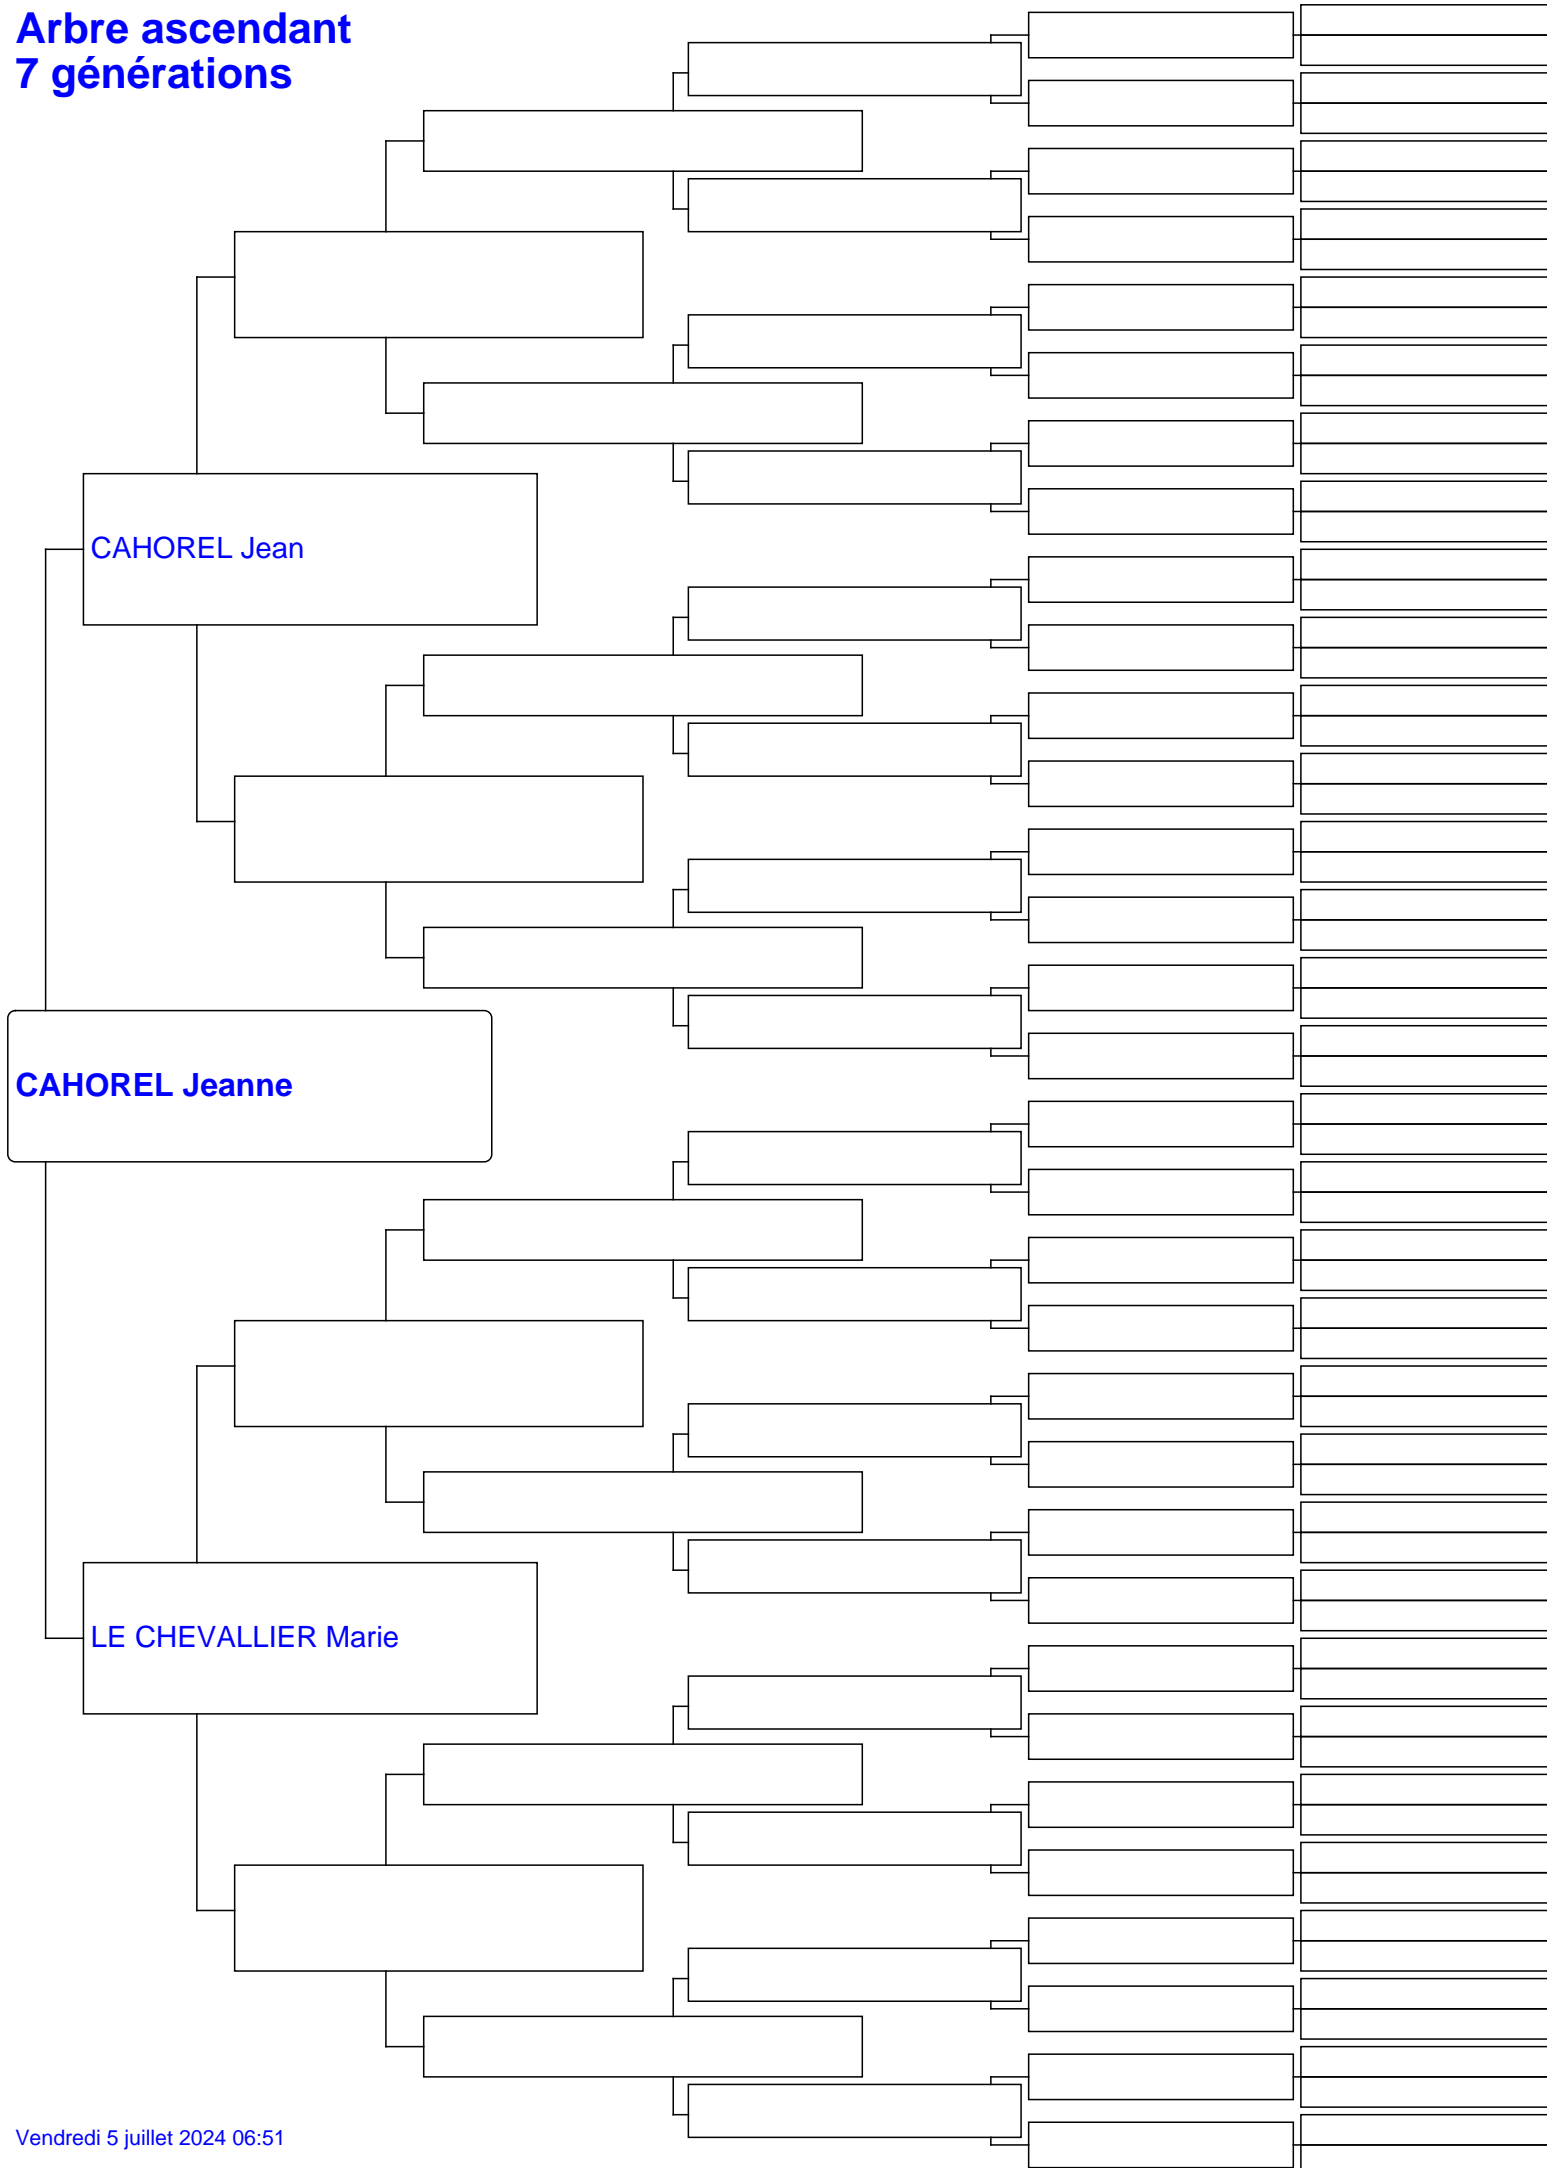 Arbre ascendant
7 générations
CAHOREL Jean
CAHOREL Jeanne
LE CHEVALLIER Marie
Vendredi 5 juillet 2024 06:51